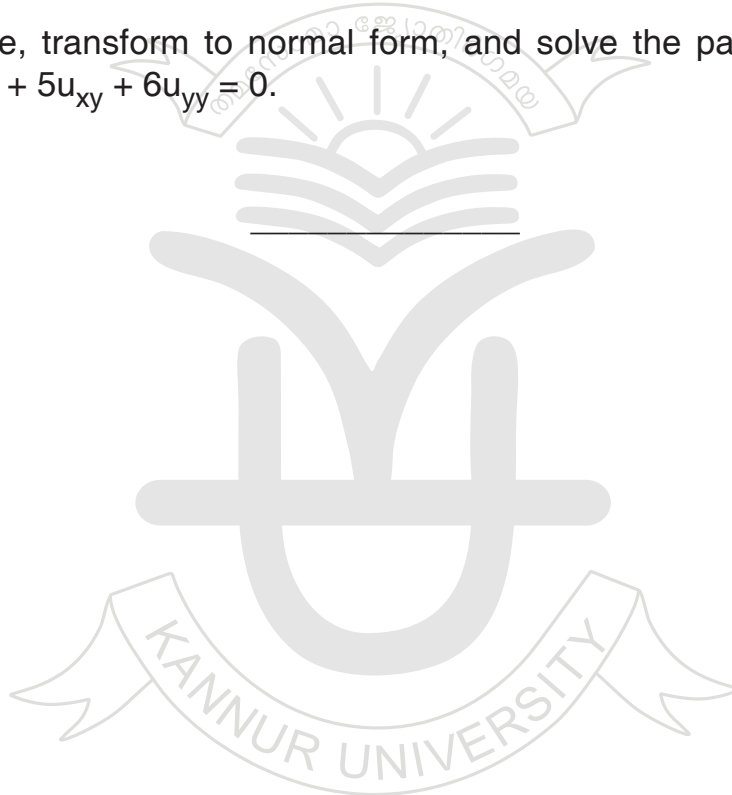 e, transform to normal form, and solve the pa
+ 5u_xy + 6u_yy = 0.
KANNUR UNIVERSITY